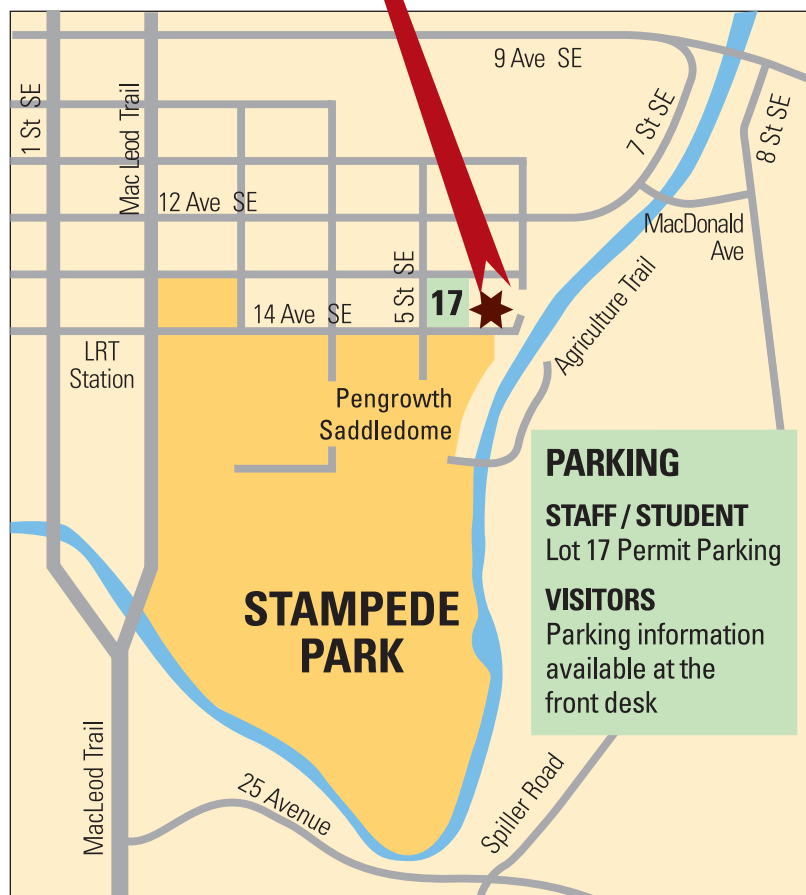 9 Ave SE
1 St SE
Mac Leod Trail
7 St SE
8 St SE
12 Ave SE
MacDonald
Ave
5 St SE
17
14 Ave SE
Agriculture Trail
LRT
Station
Pengrowth
Saddledome
PARKING
STAFF / STUDENT
Lot 17 Permit Parking
VISITORS
Parking information
available at the
front desk
STAMPEDE
PARK
MacLeod Trail
25 Avenue
Spiller Road